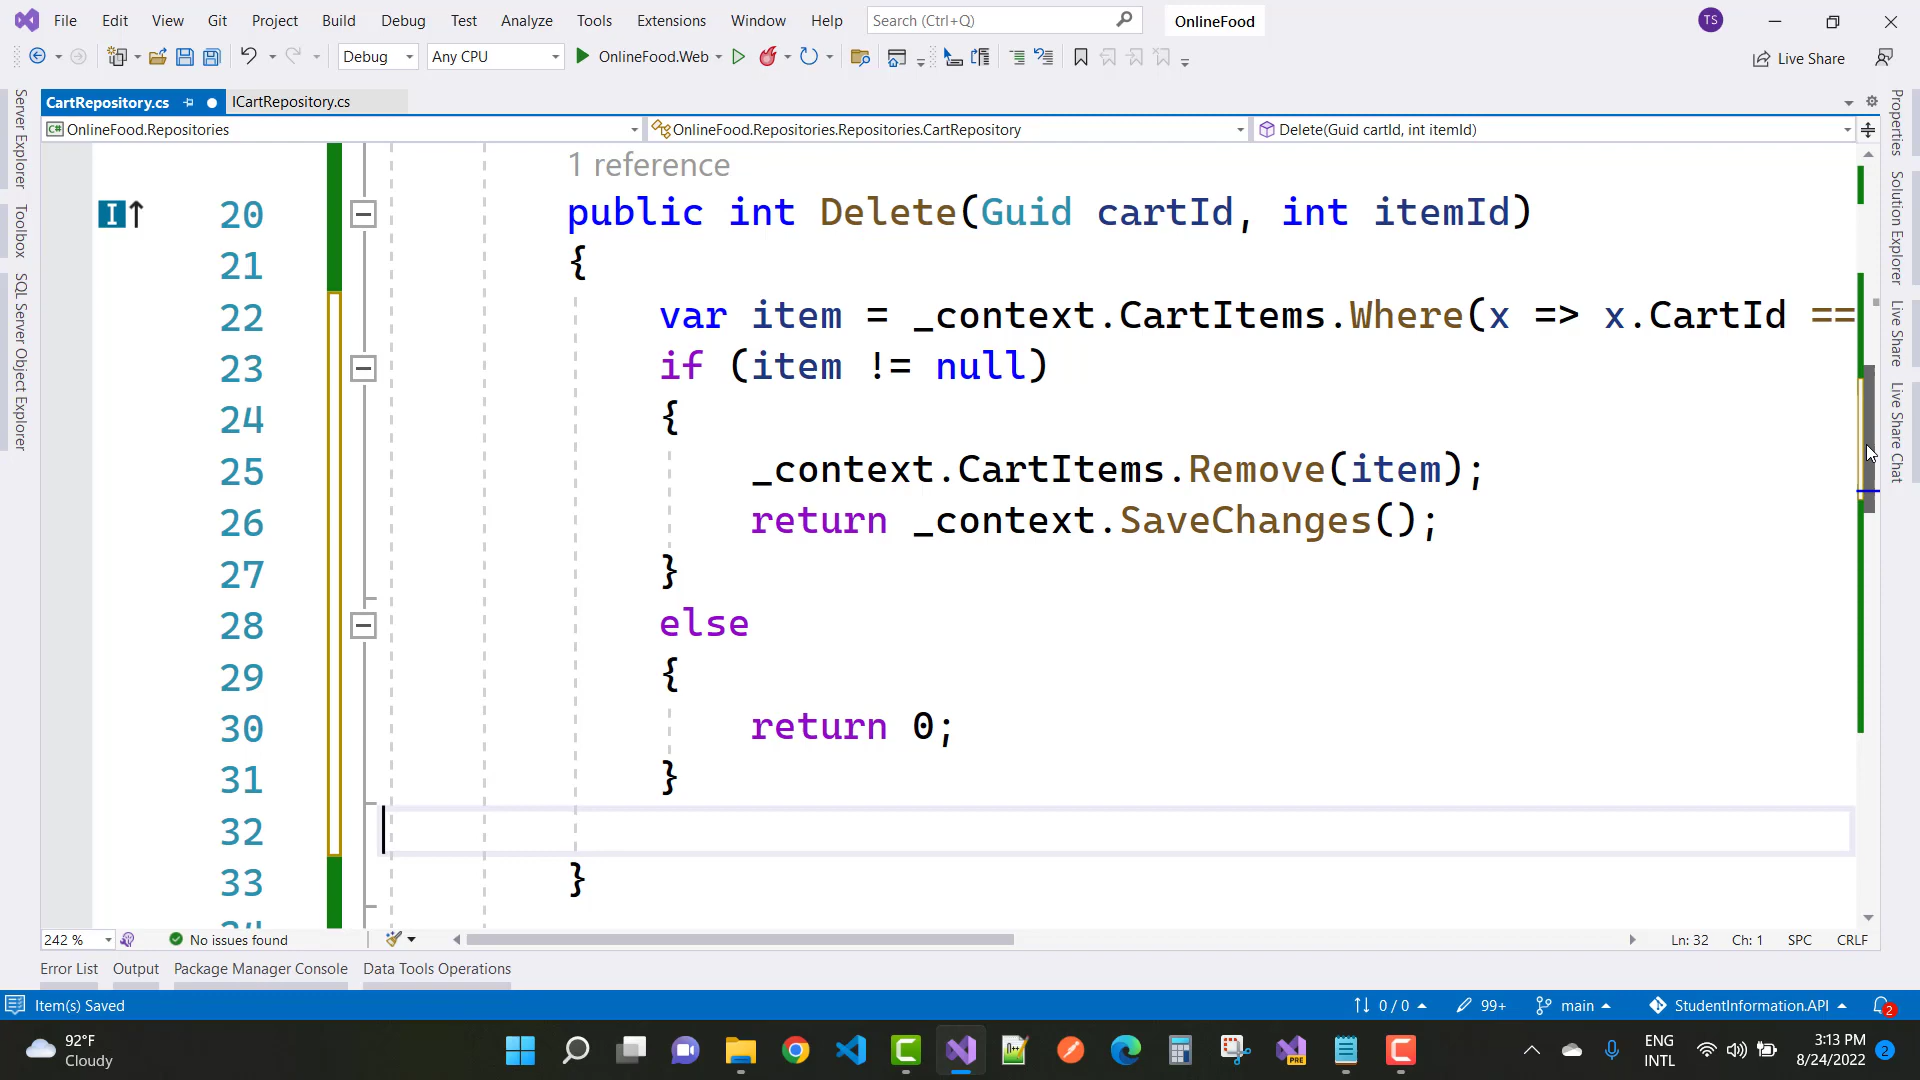 File Edit View Git Project Build Debug Test Analyze Tools Extensions Window Help Search (Ctrl+Q) OnlineFood TS
Debug Any CPU OnlineFood.Web Live Share
CartRepository.cs ICartRepository.cs
OnlineFood.Repositories OnlineFood.Repositories.Repositories.CartRepository Delete(Guid cartId, int itemId)
Server Explorer
Toolbox
SQL Server Object Explorer
1 reference
20 public int Delete(Guid cartId, int itemId)
21 {
22 var item = _context.CartItems.Where(x => x.CartId ==
23 if (item != null)
24 {
25 _context.CartItems.Remove(item);
26 return _context.SaveChanges();
27 }
28 else
29 {
30 return 0;
31 }
32
33 }
Properties
Solution Explorer
Live Share
Live Share Chat
242 % No issues found Ln: 32 Ch: 1 SPC CRLF
Error List Output Package Manager Console Data Tools Operations
Item(s) Saved 0 / 0 99+ main StudentInformation.API 2
92°F
Cloudy
PRE
ENG
INTL
3:13 PM
8/24/2022
2